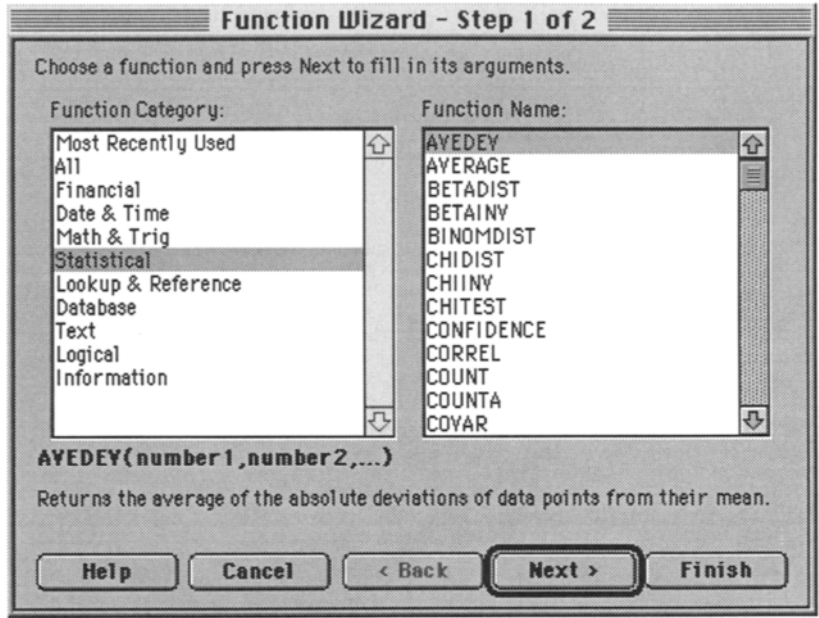 Function Wizard - Step 1 of 2
Choose a function and press Next to fill in its arguments.
Function Category:
Most Recently Used
All
Financial
Date & Time
Math & Trig
Statistical
Lookup & Reference
Database
Text
Logical
Information
Function Name:
AVEDEV
AVERAGE
BETADIST
BETAINV
BINOMDIST
CHIDIST
CHIINV
CHITEST
CONFIDENCE
CORREL
COUNT
COUNTA
COVAR
AVEDEV(number1,number2,...)
Returns the average of the absolute deviations of data points from their mean.
Help
Cancel
< Back
Next >
Finish